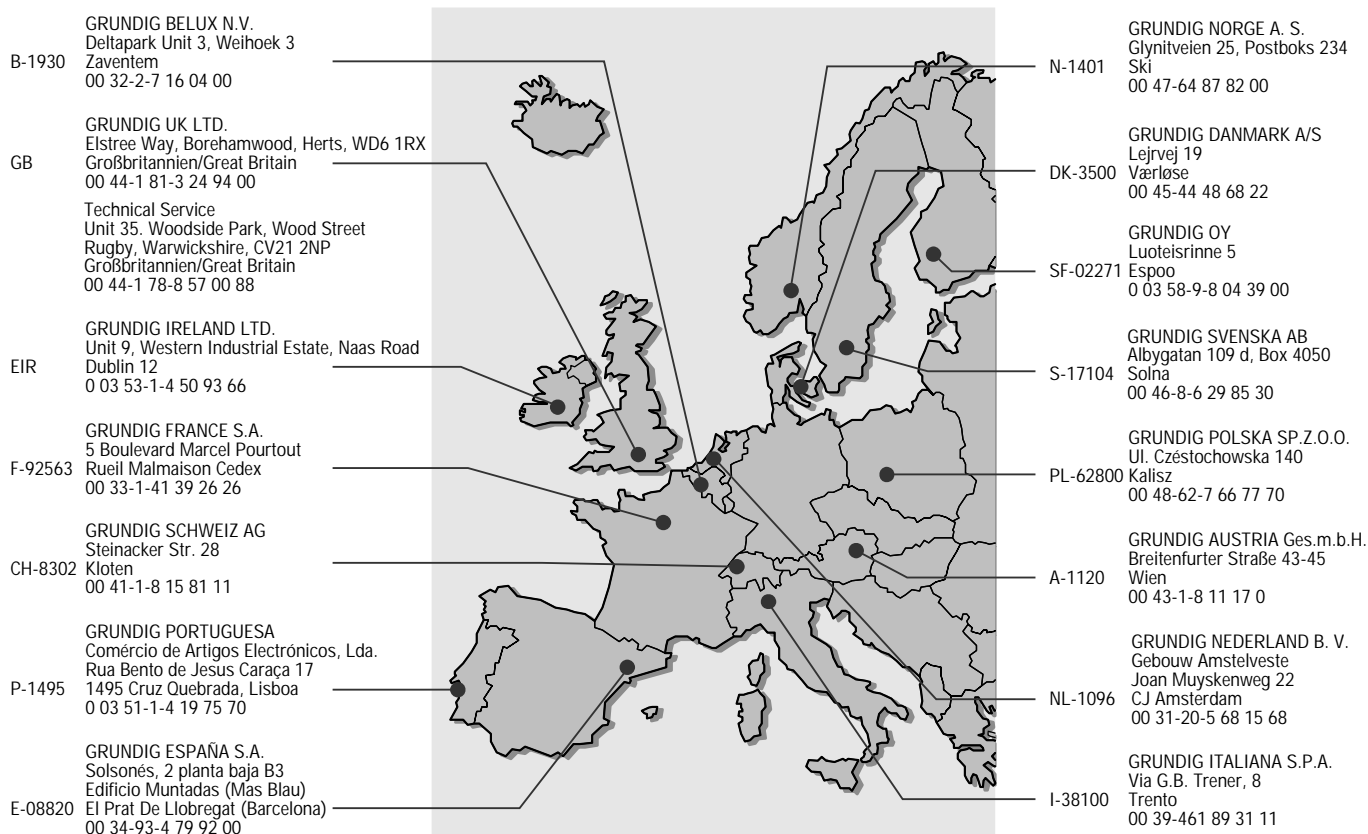 GRUNDIG BELUX N.V.
Deltapark Unit 3, Weihoek 3
B-1930 Zaventem
00 32-2-7 16 04 00
GRUNDIG UK LTD.
Elstree Way, Borehamwood, Herts, WD6 1RX
GB Großbritannien/Great Britain
00 44-1 81-3 24 94 00
Technical Service
Unit 35. Woodside Park, Wood Street
Rugby, Warwickshire, CV21 2NP
Großbritannien/Great Britain
00 44-1 78-8 57 00 88
GRUNDIG IRELAND LTD.
Unit 9, Western Industrial Estate, Naas Road
EIR Dublin 12
0 03 53-1-4 50 93 66
GRUNDIG FRANCE S.A.
5 Boulevard Marcel Pourtout
F-92563 Rueil Malmaison Cedex
00 33-1-41 39 26 26
GRUNDIG SCHWEIZ AG
Steinacker Str. 28
CH-8302 Kloten
00 41-1-8 15 81 11
GRUNDIG PORTUGUESA
Comércio de Artigos Electrónicos, Lda.
Rua Bento de Jesus Caraça 17
P-1495 1495 Cruz Quebrada, Lisboa
0 03 51-1-4 19 75 70
GRUNDIG ESPAÑA S.A.
Solsonés, 2 planta baja B3
Edificio Muntadas (Mas Blau)
E-08820 El Prat De Llobregat (Barcelona)
00 34-93-4 79 92 00
GRUNDIG NORGE A. S.
Glynitveien 25, Postboks 234
N-1401 Ski
00 47-64 87 82 00
GRUNDIG DANMARK A/S
Lejrvej 19
DK-3500 Værløse
00 45-44 48 68 22
GRUNDIG OY
Luoteisrinne 5
SF-02271 Espoo
0 03 58-9-8 04 39 00
GRUNDIG SVENSKA AB
Albygatan 109 d, Box 4050
S-17104 Solna
00 46-8-6 29 85 30
GRUNDIG POLSKA SP.Z.O.O.
Ul. Czéstochowska 140
PL-62800 Kalisz
00 48-62-7 66 77 70
GRUNDIG AUSTRIA Ges.m.b.H.
Breitenfurter Straße 43-45
A-1120 Wien
00 43-1-8 11 17 0
GRUNDIG NEDERLAND B. V.
Gebouw Amstelveste
Joan Muyskenweg 22
NL-1096 CJ Amsterdam
00 31-20-5 68 15 68
GRUNDIG ITALIANA S.P.A.
Via G.B. Trener, 8
I-38100 Trento
00 39-461 89 31 11